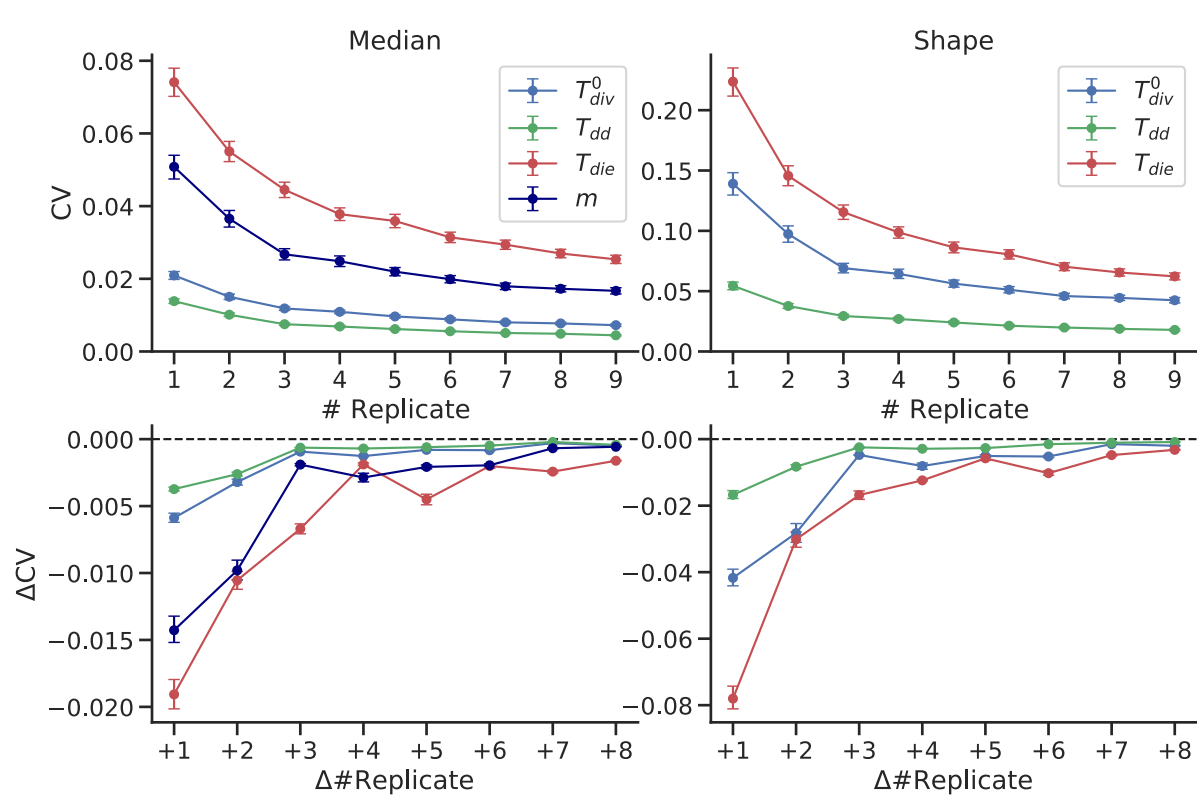 Median
CV
0.08
0.06
0.04
0.02
0.00
T⁰div
Tdd
Tdie
m
1 2 3 4 5 6 7 8 9
# Replicate
Shape
0.20
0.15
0.10
0.05
0.00
T⁰div
Tdd
Tdie
1 2 3 4 5 6 7 8 9
# Replicate
ΔCV
0.000
−0.005
−0.010
−0.015
−0.020
+1 +2 +3 +4 +5 +6 +7 +8
Δ#Replicate
0.00
−0.02
−0.04
−0.06
−0.08
+1 +2 +3 +4 +5 +6 +7 +8
Δ#Replicate